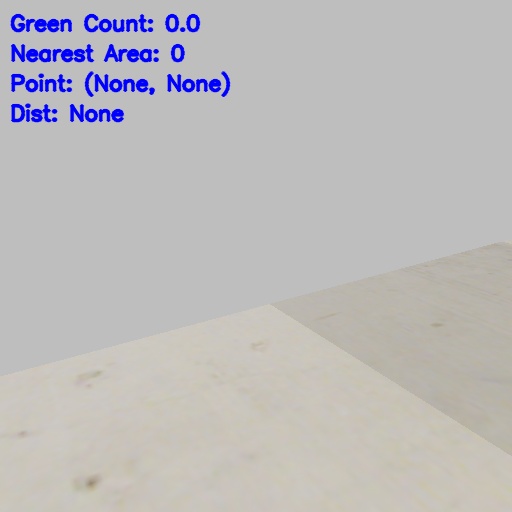 Green Count: 0.0
Nearest Area: 0
Point: (None, None)
Dist: None